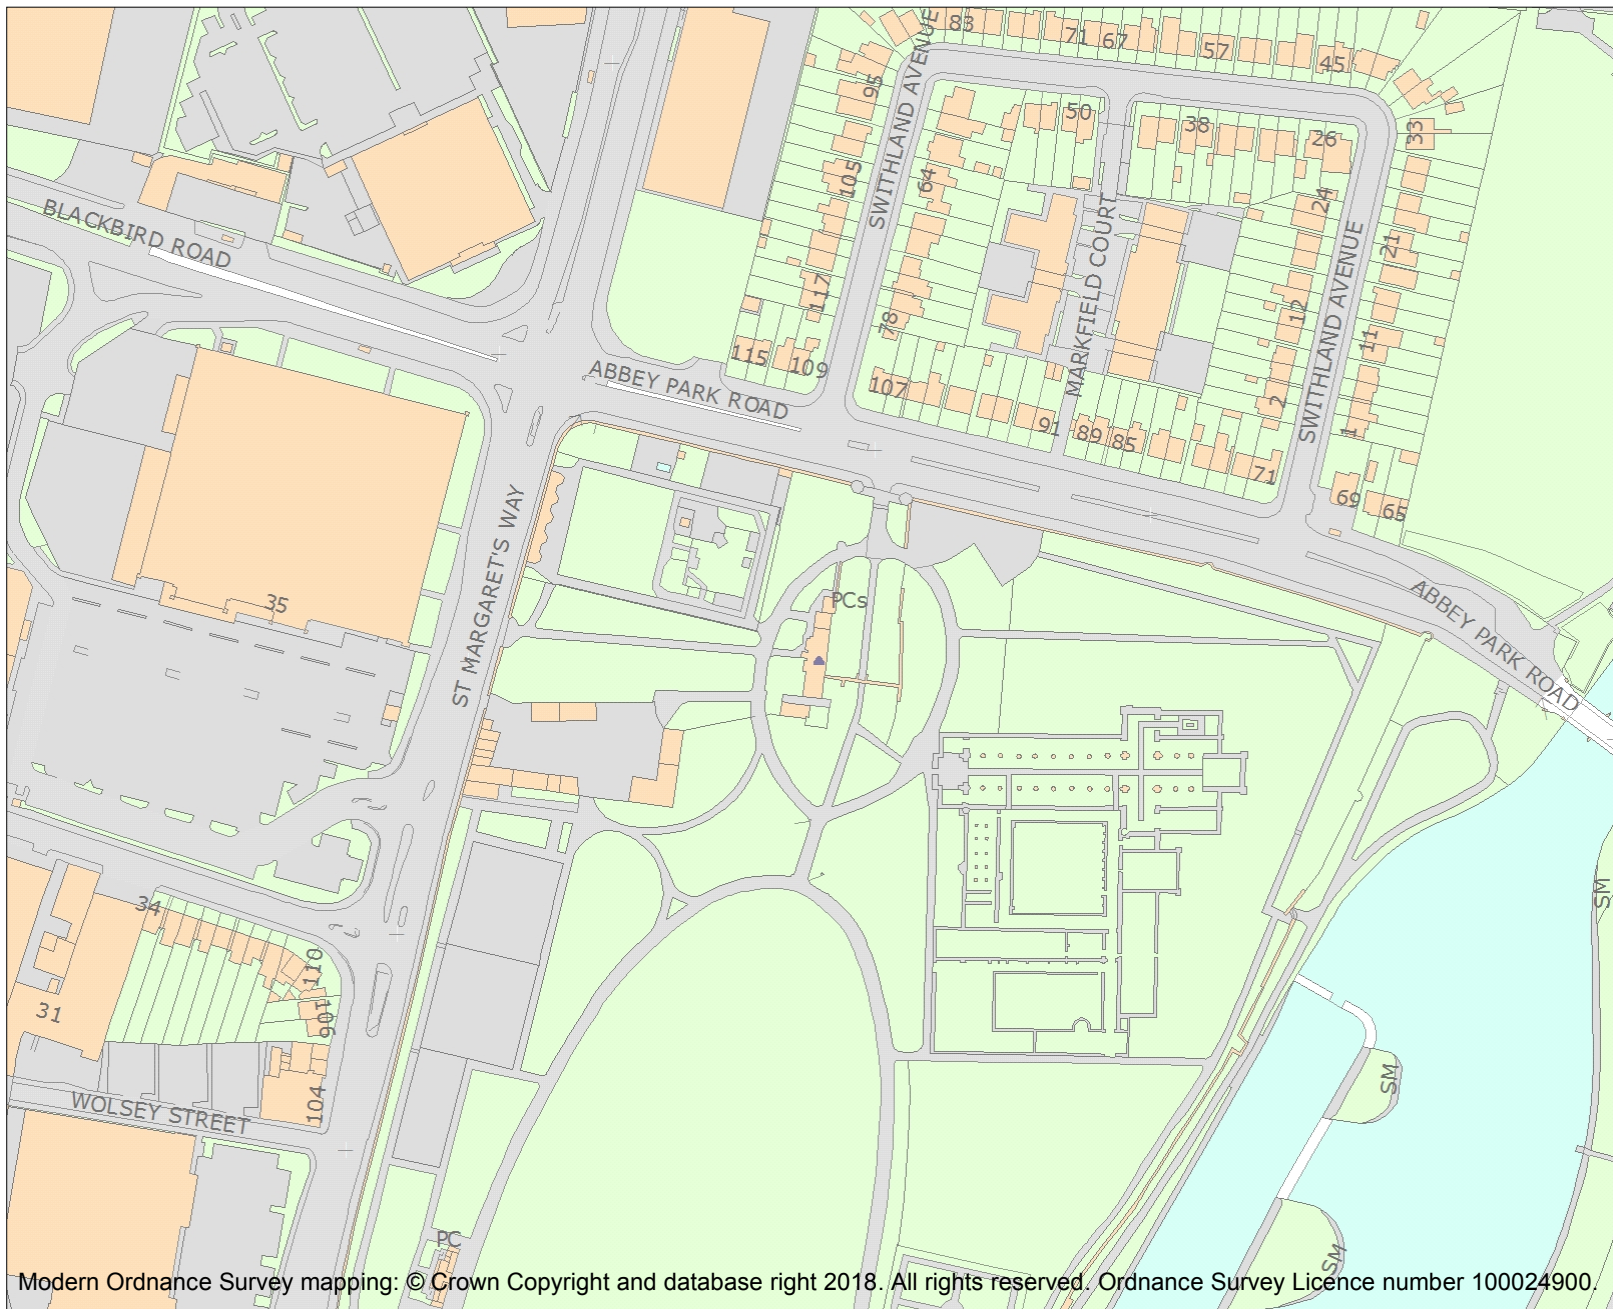 83
71
67
57
45
SWITHLAND AVENUE
95
50
38
26
33
105
64
24
BLACKBIRD ROAD
MARKFIELD COURT
SWITHLAND AVENUE
21
117
78
12
11
115
109
ABBEY PARK ROAD
107
91
89
85
2
1
71
69
65
ST MARGARET'S WAY
35
PCs
ABBEY PARK ROAD
34
SM
110
106
31
104
SM
WOLSEY STREET
PC
SM
Modern Ordnance Survey mapping: © Crown Copyright and database right 2018. All rights reserved. Ordnance Survey Licence number 100024900.